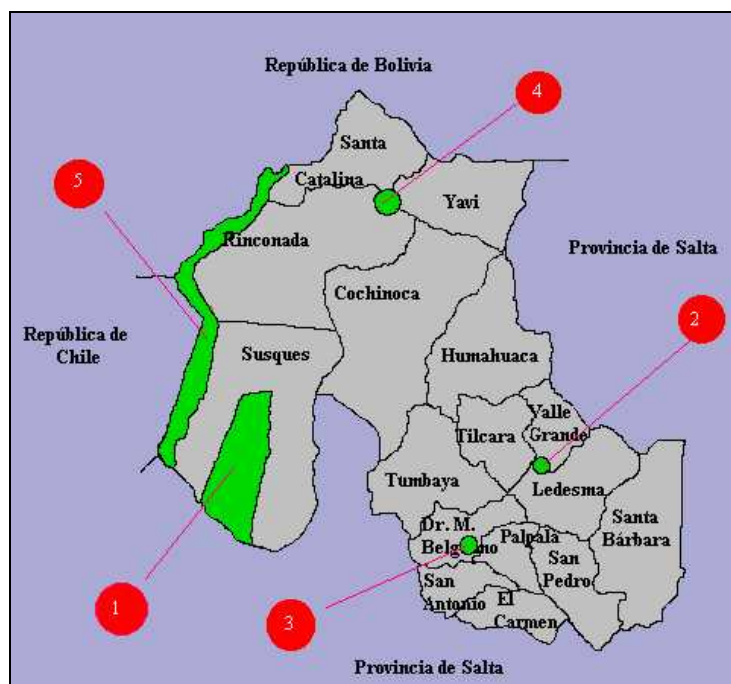 República de Bolivia
4
Santa
Catalina
5
Yavi
Rinconada
Provincia de Salta
Cochinoca
República de
Chile
2
Susques
Humahuaca
Valle
Grande
Tilcara
Tumbaya
Ledesma
Santa
Bárbara
Dr. M.
Belgrano
Palpala
San
Pedro
San
Antonio
El
Carmen
1
3
Provincia de Salta